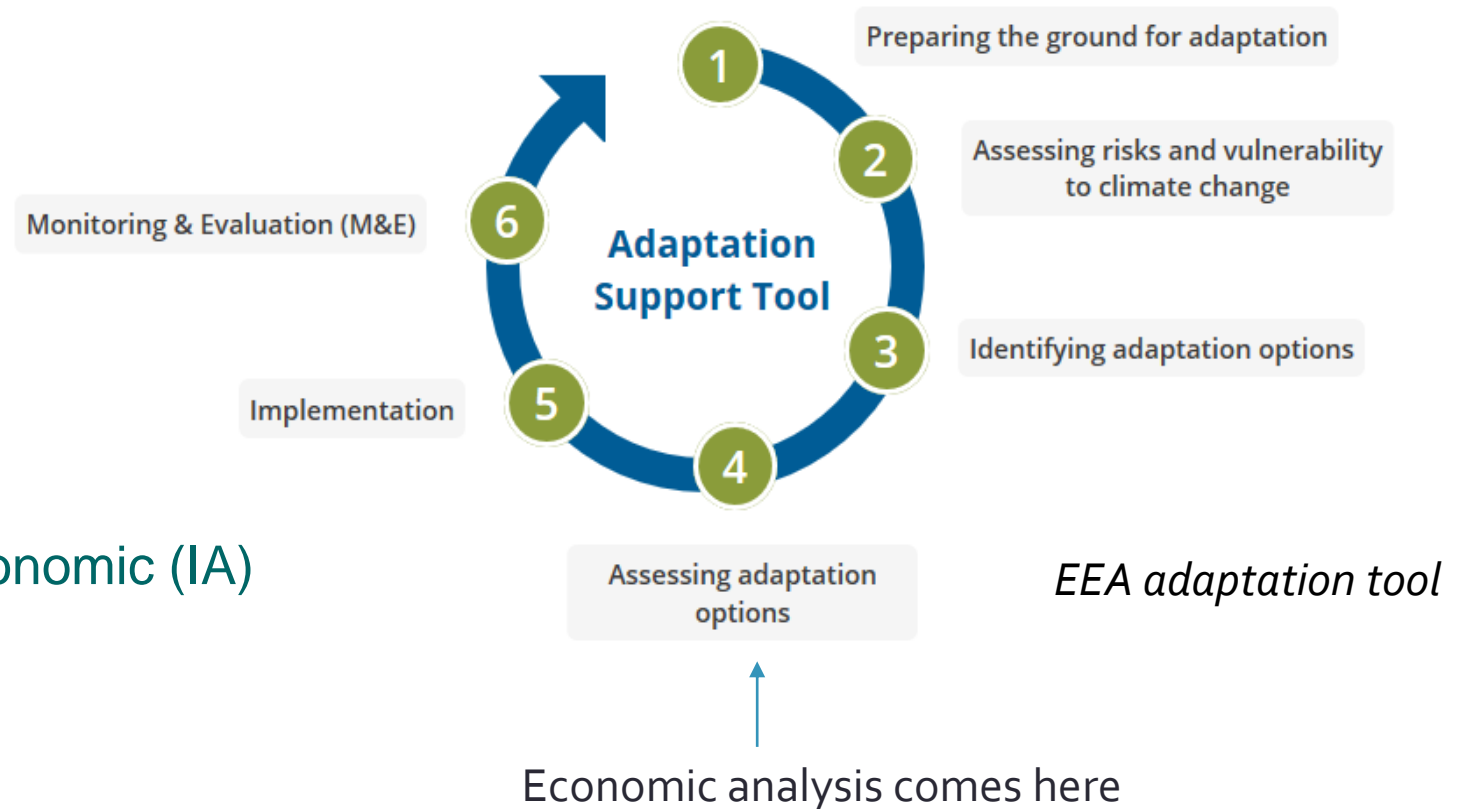 1
Preparing the ground for adaptation
2
Assessing risks and vulnerability
to climate change
Adaptation
Support Tool
3
Identifying adaptation options
4
Assessing adaptation
options
5
Implementation
6
Monitoring & Evaluation (M&E)
onomic (IA)
EEA adaptation tool
Economic analysis comes here